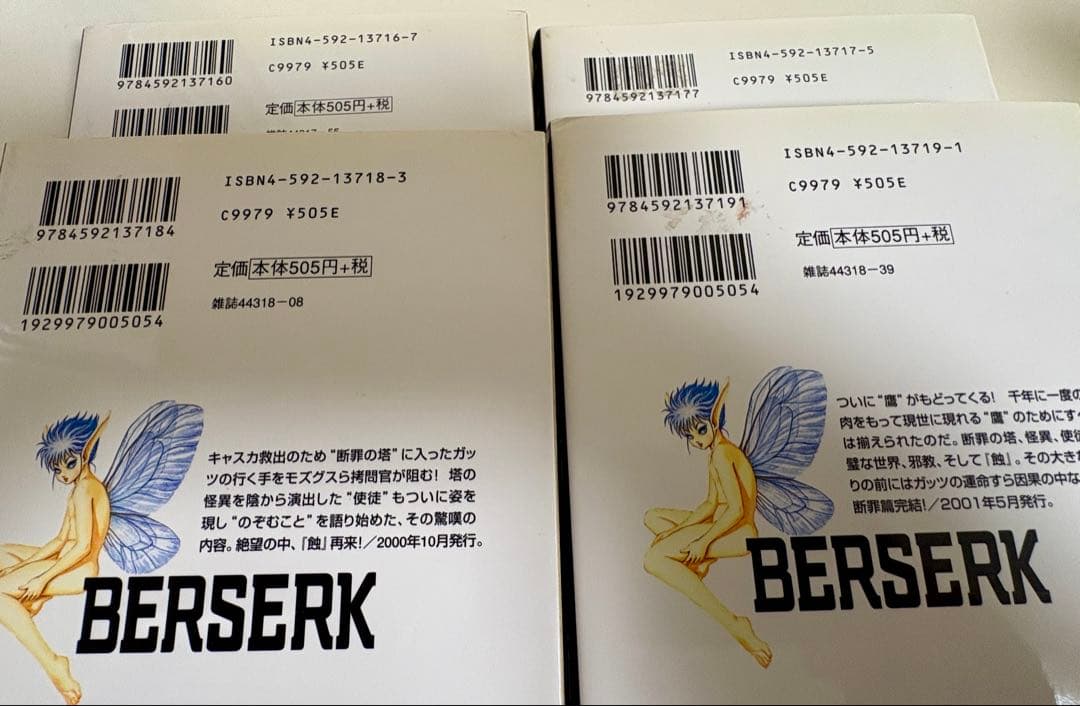 ISBN4-592-13716-7
C9979 ¥505E
9784592137160
定価 本体505円+税
ISBN4-592-13717-5
C9979 ¥505E
9784592137177
ISBN4-592-13718-3
C9979 ¥505E
9784592137184
定価 本体505円+税
雑誌44318-08
1929979005054
キャスカ救出のため“断罪の塔”に入ったガッ
ツの行く手をモズグスら拷問官が阻む! 塔の
怪異を陰から演出した“使徒”もついに姿を
現し“のぞむこと”を語り始めた、その驚嘆の
内容。絶望の中、『蝕』再来!／2000年10月発行。
BERSERK
ISBN4-592-13719-1
C9979 ¥505E
9784592137191
定価 本体505円+税
雑誌44318-39
1929979005054
ついに“鷹”がもどってくる! 千年に一度の
肉をもって現世に現れる“鷹”のためにすべ
は揃えられたのだ。断罪の塔、怪異、使徒
璧な世界、邪教、そして『蝕』。その大きな
りの前にはガッツの運命すら因果の中な
断罪篇完結!／2001年5月発行。
BERSERK